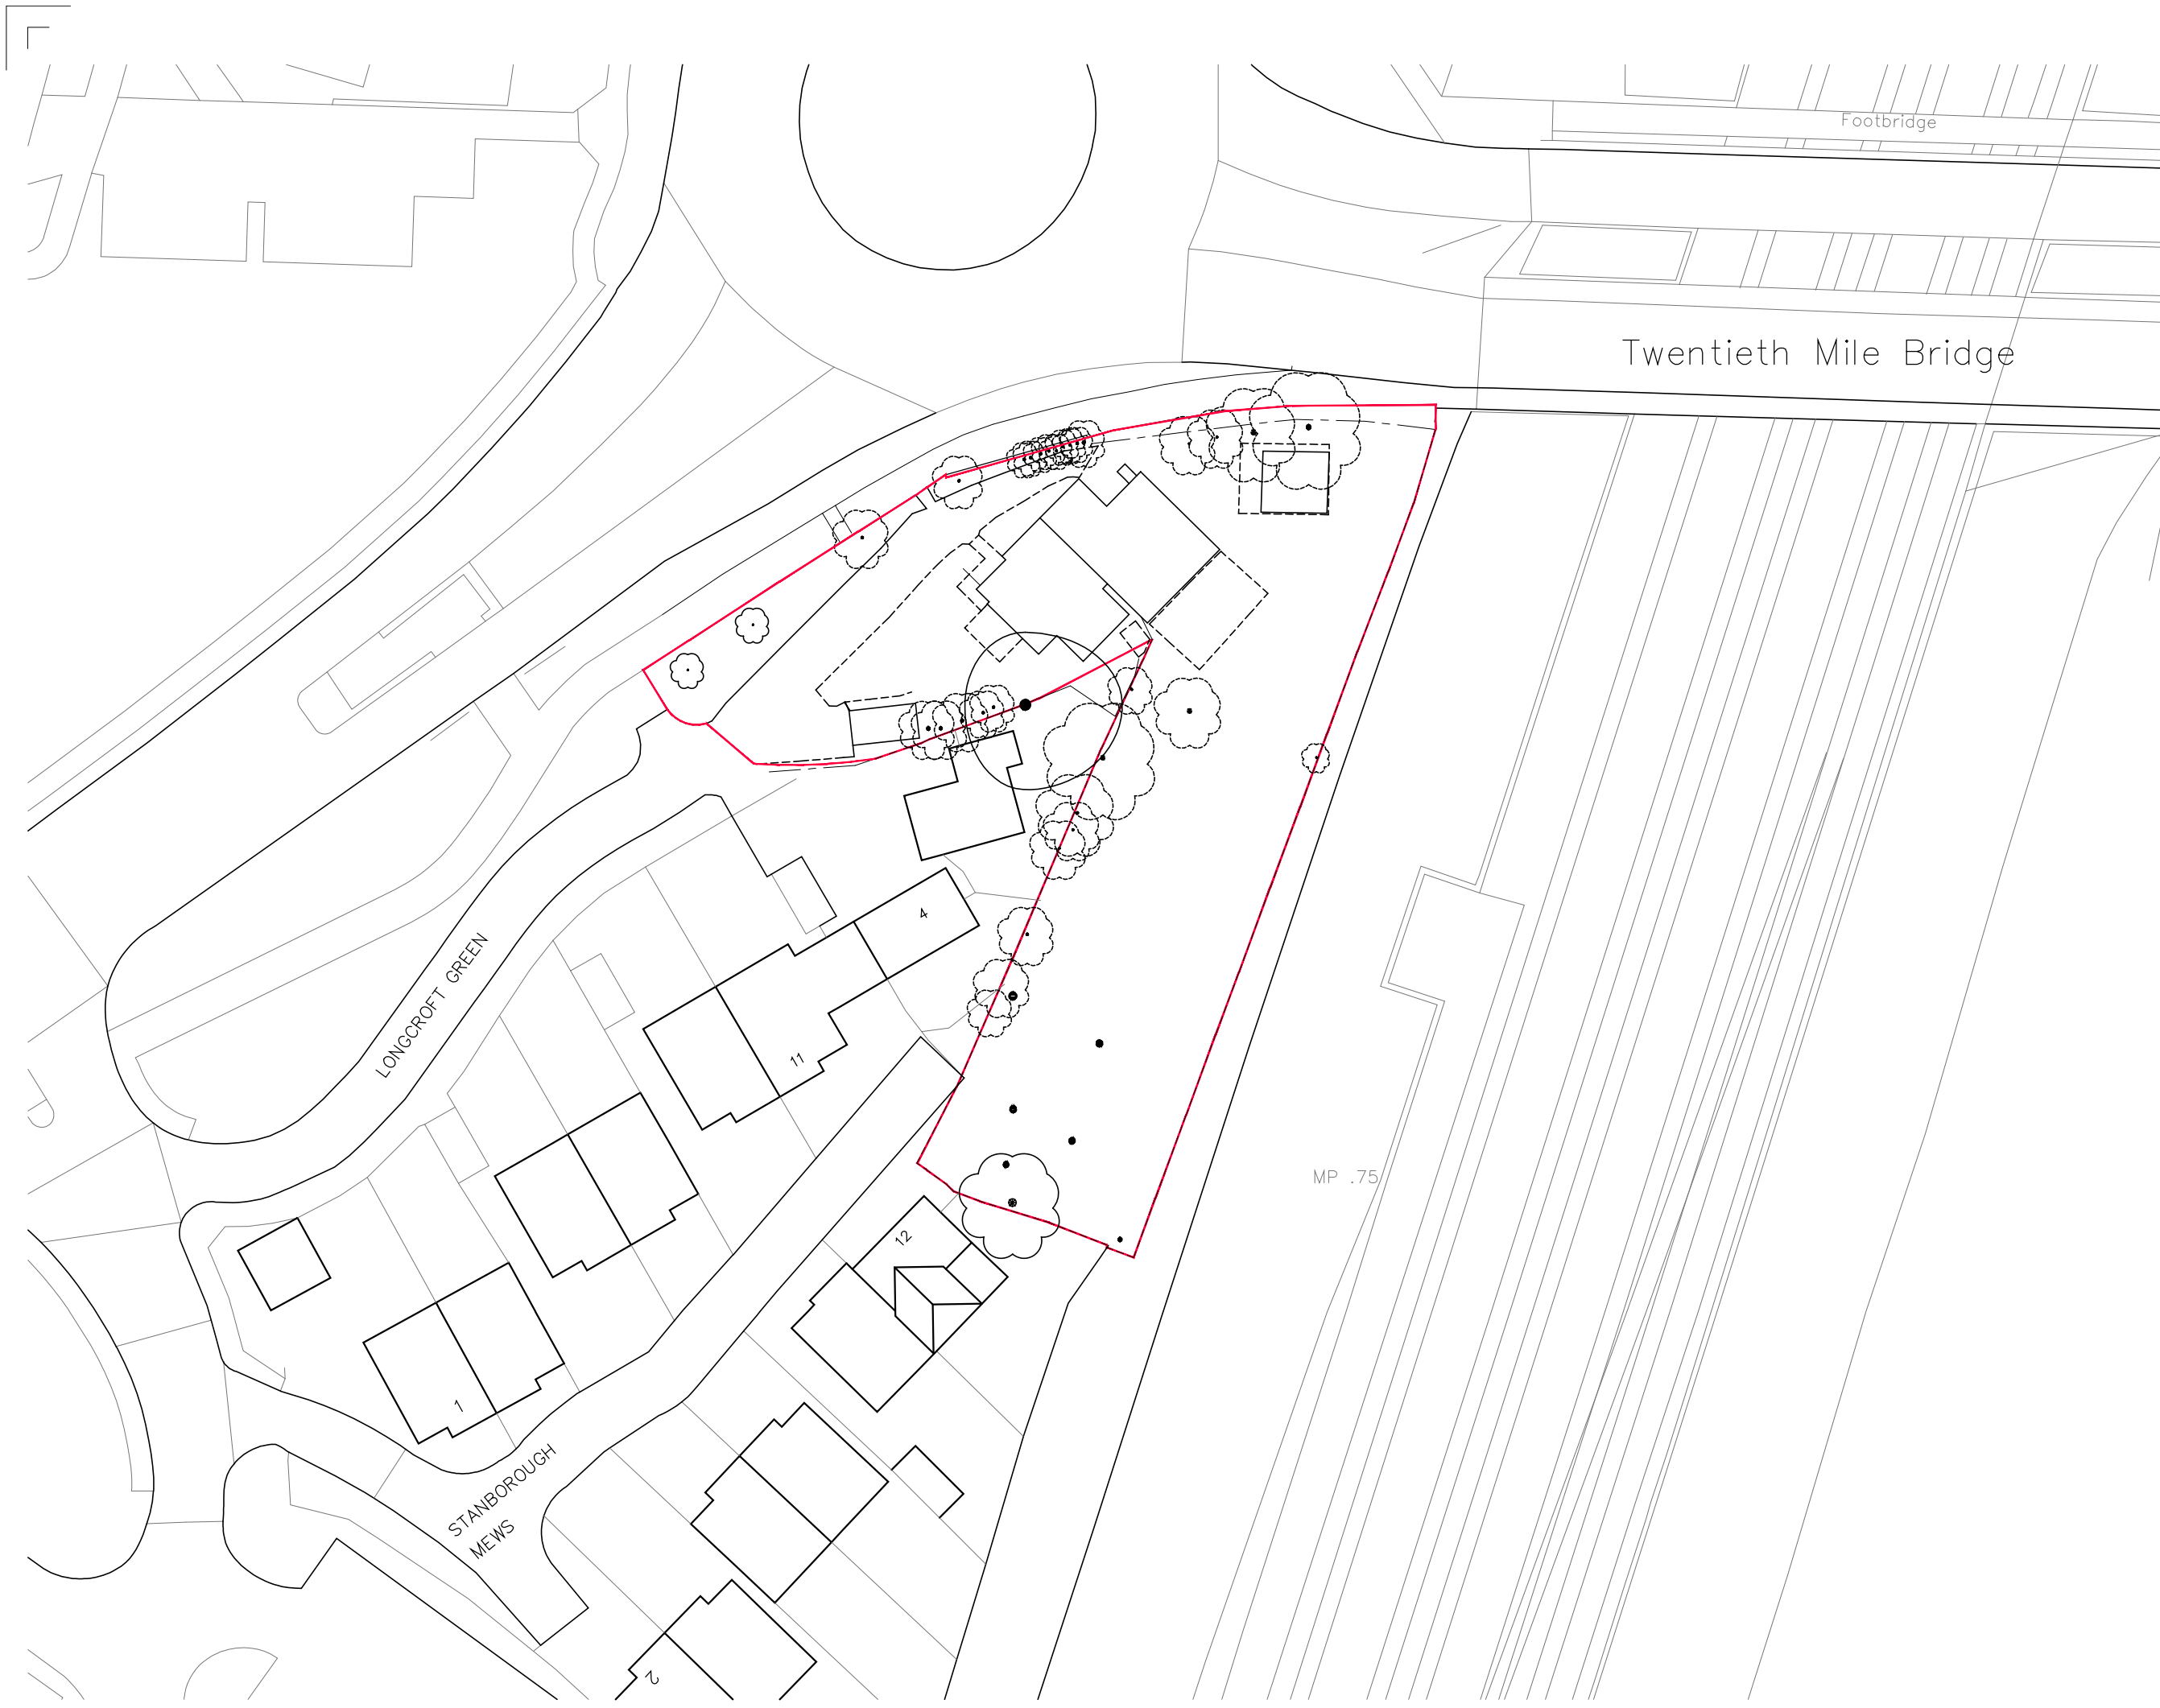 Footbridge
Twentieth Mile Bridge
4
LONGCROFT GREEN
11
MP .75
12
1
STANBOROUGH
MEWS
2